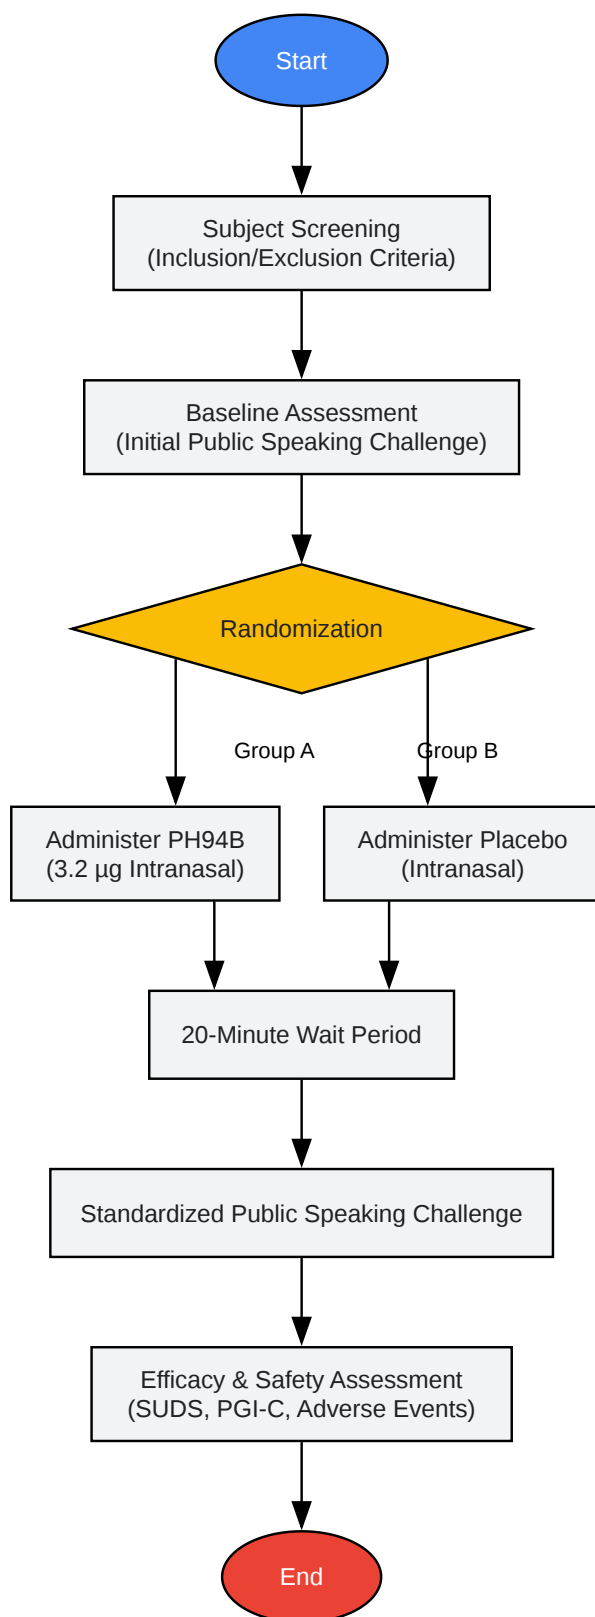 Start
Subject Screening
(Inclusion/Exclusion Criteria)
Baseline Assessment
(Initial Public Speaking Challenge)
Randomization
Group A
Group B
Administer PH94B
(3.2 µg Intranasal)
Administer Placebo
(Intranasal)
20-Minute Wait Period
Standardized Public Speaking Challenge
Efficacy & Safety Assessment
(SUDS, PGI-C, Adverse Events)
End